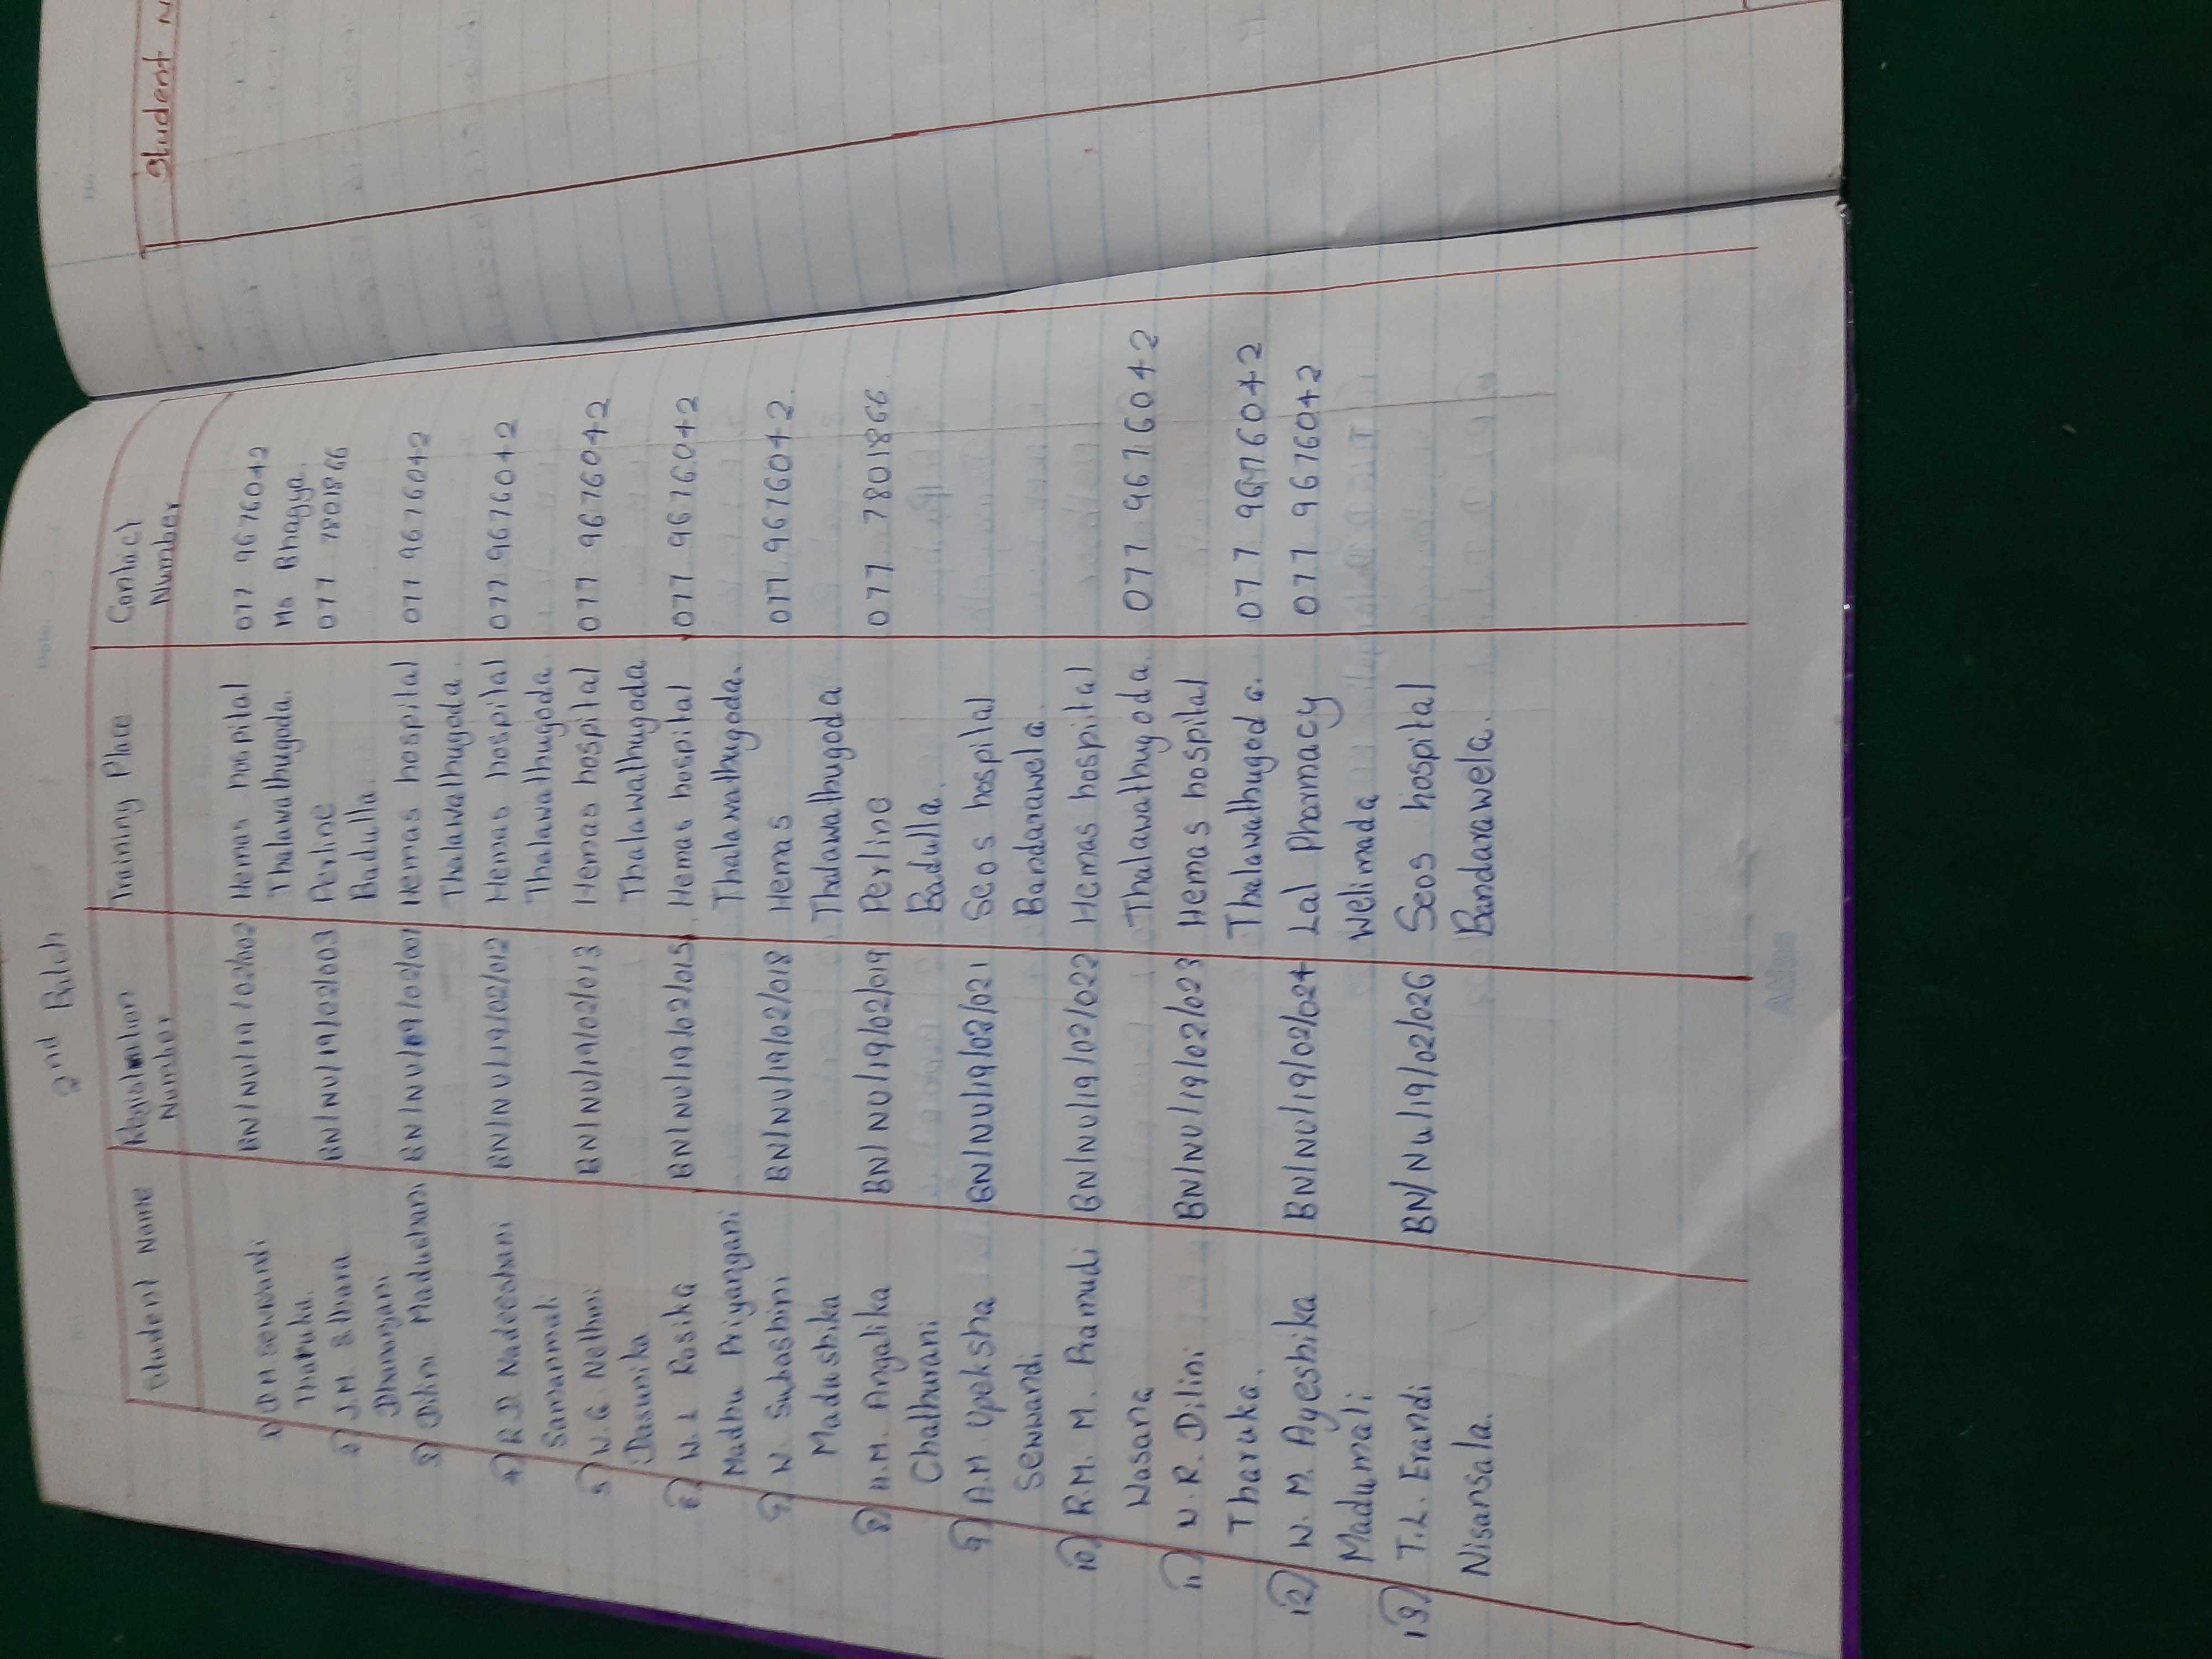 2nd Batch
Student Name Registration Number Training Place Contact Number
1) D.M Sewwandi BN/NU/19/02/002 Hemas hospital 077 9676042
Tharuka. Thalawathugoda. Ms Bhagya.
2) J.M. Sithara BN/NU/19/02/003 Perline 077 7801866
Dhananjani Badulla.
3) Dilini Madushani BN/NU/19/02/007 Hemas hospital 077 9676042
Thalawathugoda.
4) R.D. Nadeeshani BN/NU/19/02/012 Hemas hospital 077 9676042
Samanmali Thalawathugoda.
5) W.G. Nethmi BN/NU/19/02/013 Hemas hospital 077 9676042
Dasunika Thalawathugoda
6) W. L Rasika BN/NU/19/02/015 Hemas hospital 077 9676042
Madhu Priyangani Thalawathugoda.
7) W. Suhashini BN/NU/19/02/018 Hemas 077 9676042
Madushika Thalawathugoda
8) H.M. Angalika BN/NU/19/02/019 Perline 077 7801866
Chathurani Badulla.
9) A.M Upeksha BN/NU/19/02/021 Seos hospital
Sewwandi Bandarawela.
10) R.M. M. Pramudi BN/NU/19/02/022 Hemas hospital
Wasana Thalawathugoda. 077 9676042
11) W. R. Dilini BN/NU/19/02/023 Hemas hospital
Tharuka. Thalawathugoda. 077 9676042
12) W. M. Ayeshika BN/NU/19/02/024 Lal Pharmacy 077 9676042
Madumali Welimada
13) T.L. Erandi BN/NU/19/02/026 Seos hospital
Nisansala. Bandarawela.
Atlas
Student N